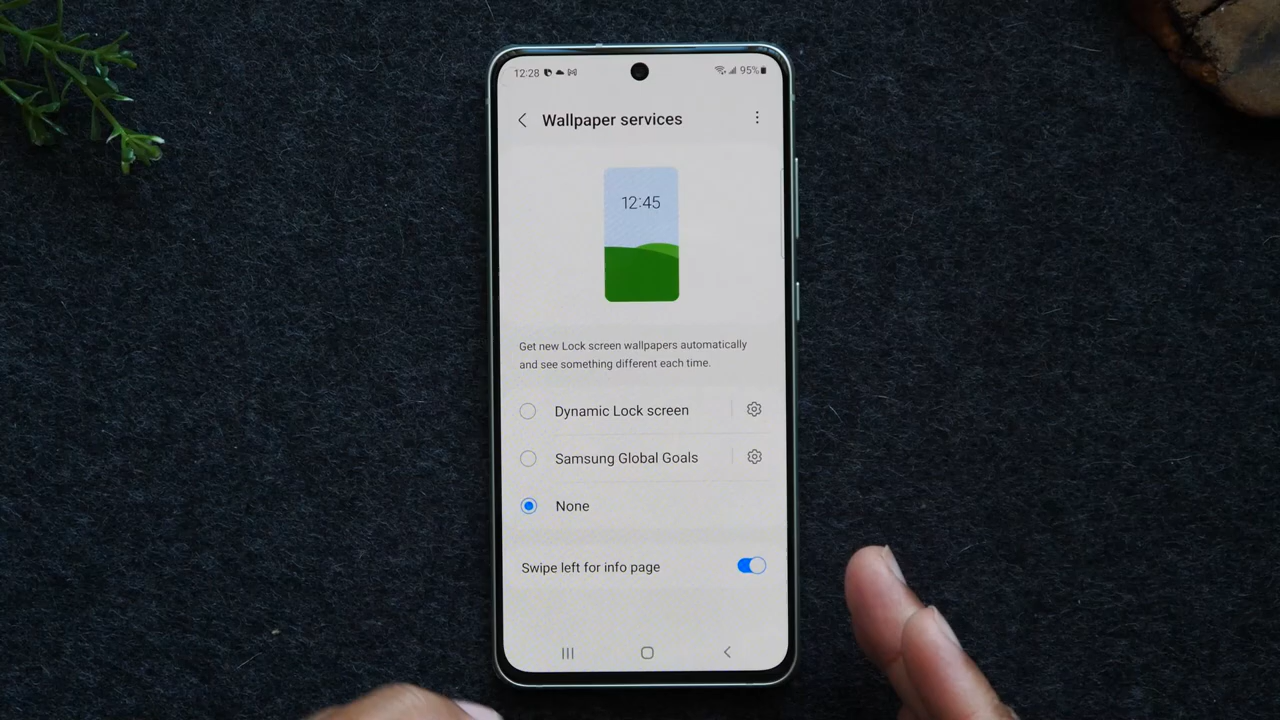 12:28 95%
Wallpaper services
12:45
Get new Lock screen wallpapers automatically
and see something different each time.
Dynamic Lock screen
Samsung Global Goals
None
Swipe left for info page